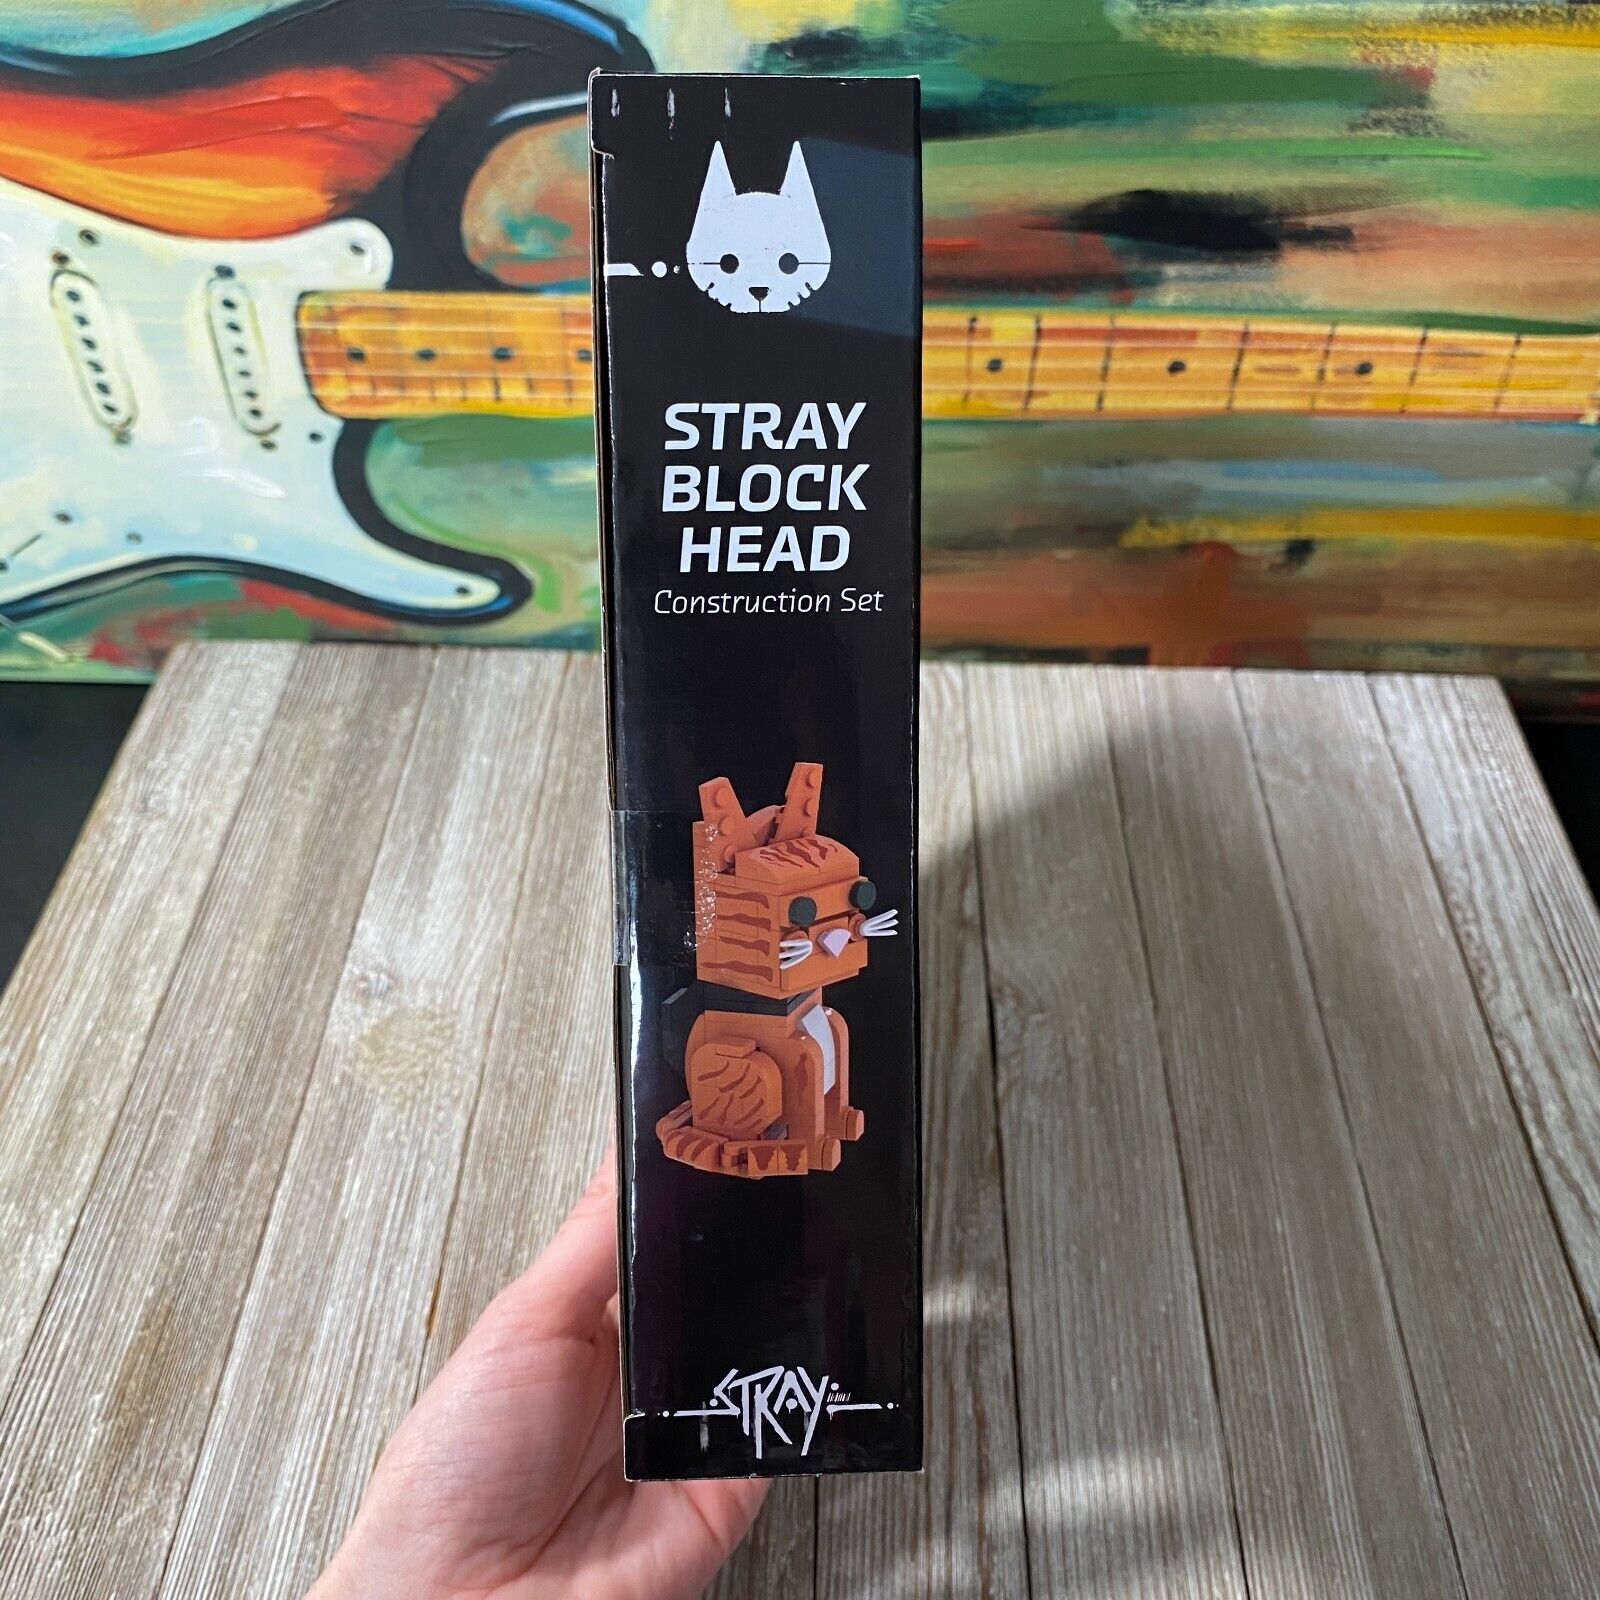 STRAY
BLOCK
HEAD
Construction Set
STRAY